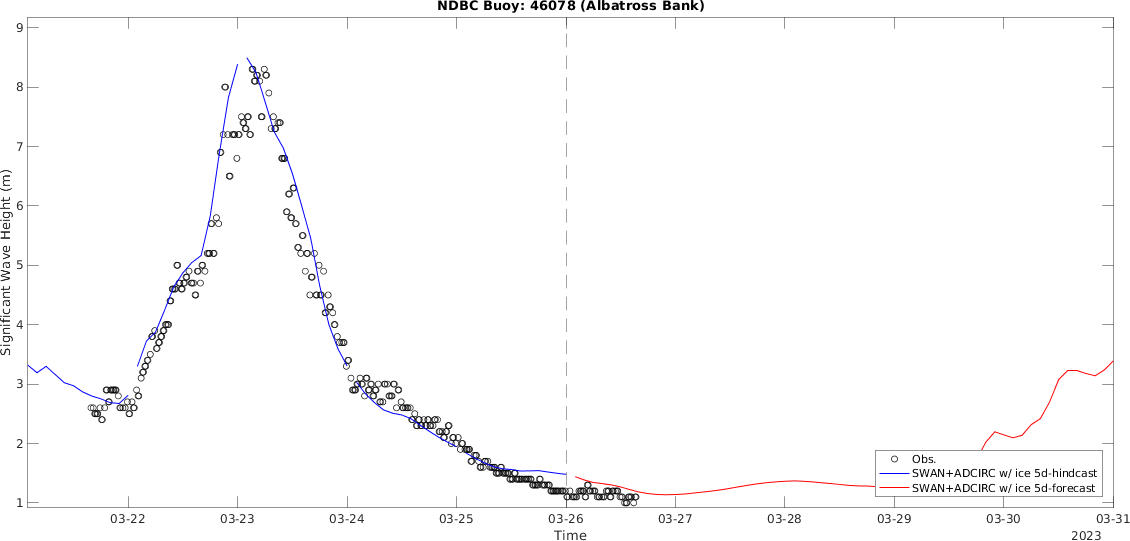 NDBC Buoy: 46078 (Albatross Bank)
Significant Wave Height (m)
9
8
7
6
5
4
3
2
1
Obs.
SWAN+ADCIRC w/ ice 5d-hindcast
SWAN+ADCIRC w/ ice 5d-forecast
03-22 03-23 03-24 03-25 03-26 03-27 03-28 03-29 03-30 03-31
Time
2023